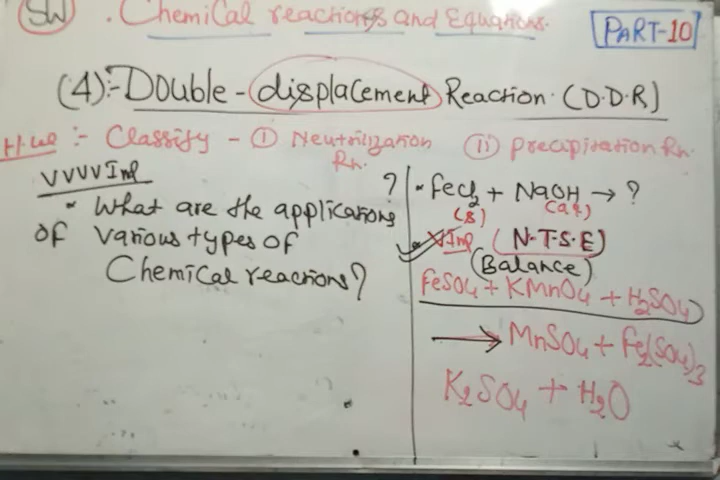 SW . Chemical reactions and Equations.
PART-10
(4):- Double-displacement Reaction. (D.D.R)
H.W :- Classify - (i) Neutrilization Rn. (ii) precipitation Rn.
VVVV Imp
• What are the applications
of various types of
Chemical reactions?
? • FeCl2 + NaOH → ?
(s) (aq)
VImp (N.T.S.E)
(Balance)
FeSO4 + KMnO4 + H2SO4
→ MnSO4 + Fe2(SO4)3
K2SO4 + H2O